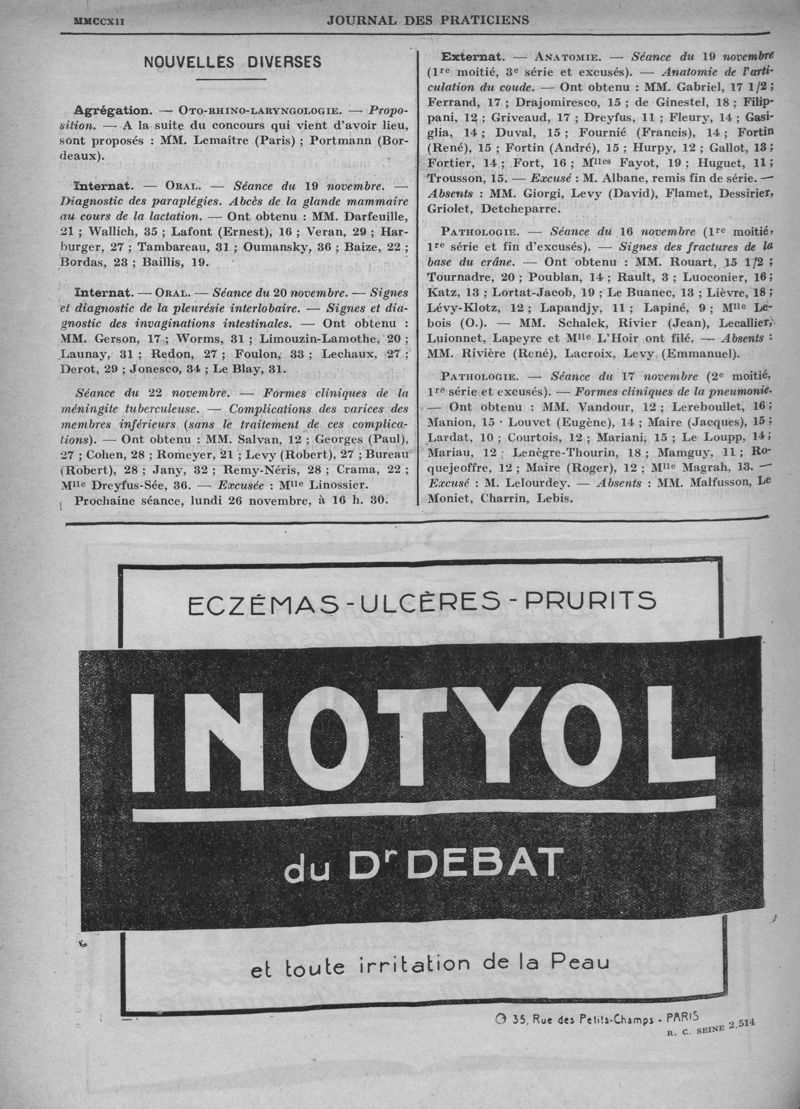 MMCCXII
JOURNAL DES PRATICIENS
NOUVELLES DIVERSES
Agrégation. — OTO-RHINO-LARYNGOLOGIE. — Propo-
sition. — A la suite du concours qui vient d'avoir lieu,
sont proposés : MM. Lemaître (Paris) ; Portmann (Bor-
deaux).
Internat. — ORAL. — Séance du 19 novembre. —
Diagnostic des paraplégies. Abcès de la glande mammaire
au cours de la lactation. — Ont obtenu : MM. Darfeuille,
21 ; Wallich, 35 ; Lafont (Ernest), 16 ; Veran, 29 ; Har-
burger, 27 ; Tambareau, 31 ; Oumansky, 36 ; Baize, 22 ;
Bordas, 23 ; Baillis, 19.
Internat. — ORAL. — Séance du 20 novembre. — Signes
et diagnostic de la pleurésie interlobaire. — Signes et dia-
gnostic des invaginations intestinales. — Ont obtenu :
MM. Gerson, 17 ; Worms, 31 ; Limouzin-Lamothe, 20 ;
Launay, 31 ; Redon, 27 ; Foulon, 33 ; Lechaux, 27 ;
Derot, 29 ; Jonesco, 34 ; Le Blay, 31.
Séance du 22 novembre. — Formes cliniques de la
méningite tuberculeuse. — Complications des varices des
membres inférieurs (sans le traitement de ces complica-
tions). — Ont obtenu : MM. Salvan, 12 ; Georges (Paul),
27 ; Cohen, 28 ; Romeyer, 21 ; Levy (Robert), 27 ; Bureau
(Robert), 28 ; Jany, 32 ; Remy-Néris, 28 ; Crama, 22 ;
Mlle Dreyfus-Sée, 36. — Excusée : Mlle Linossier.
Prochaine séance, lundi 26 novembre, à 16 h. 30.
Externat. — ANATOMIE. — Séance du 19 novembre
(1re moitié, 3e série et excusés). — Anatomie de l'arti-
culation du coude. — Ont obtenu : MM. Gabriel, 17 1/2 ;
Ferrand, 17 ; Drajomiresco, 15 ; de Ginestel, 18 ; Filip-
pani, 12 ; Griveaud, 17 ; Dreyfus, 11 ; Fleury, 14 ; Gasi-
glia, 14 ; Duval, 15 ; Fournié (Francis), 14 ; Fortin
(René), 15 ; Fortin (André), 15 ; Hurpy, 12 ; Gallot, 13 ;
Fortier, 14 ; Fort, 16 ; Mlles Fayot, 19 ; Huguet, 11 ;
Trousson, 15. — Excusé : M. Albane, remis fin de série. —
Absents : MM. Giorgi, Levy (David), Flamet, Dessirier,
Griolet, Detcheparre.
PATHOLOGIE. — Séance du 16 novembre (1re moitié,
1re série et fin d'excusés). — Signes des fractures de la
base du crâne. — Ont obtenu : MM. Rouart, 15 1/2 ;
Tournadre, 20 ; Poublan, 14 ; Rault, 3 ; Luoconier, 16 ;
Katz, 13 ; Lortat-Jacob, 19 ; Le Buanec, 13 ; Lièvre, 18 ;
Lévy-Klotz, 12 ; Lapandjy, 11 ; Lapiné, 9 ; Mlle Le-
bois (O.). — MM. Schalek, Rivier (Jean), Lecallier,
Luionnet, Lapeyre et Mlle L'Hoir ont filé. — Absents :
MM. Rivière (René), Lacroix, Levy (Emmanuel).
PATHOLOGIE. — Séance du 17 novembre (2e moitié,
1re série et excusés). — Formes cliniques de la pneumonie.
— Ont obtenu : MM. Vandour, 12 ; Lereboullet, 16 ;
Manion, 15 · Louvet (Eugène), 14 ; Maire (Jacques), 15 ;
Lardat, 10 ; Courtois, 12 ; Mariani, 15 ; Le Loupp, 14 ;
Mariau, 12 ; Lenègre-Thourin, 18 ; Mamguy, 11 ; Ro-
quejeoffre, 12 ; Maire (Roger), 12 ; Mlle Magrah, 13. —
Excusé : M. Lelourdey. — Absents : MM. Malfusson, Le
Moniet, Charrin, Lebis.
ECZÉMAS - ULCÈRES - PRURITS
INOTYOL
du Dr DEBAT
et toute irritation de la Peau
35, Rue des Petits-Champs - PARIS
R. C. SEINE 2,514